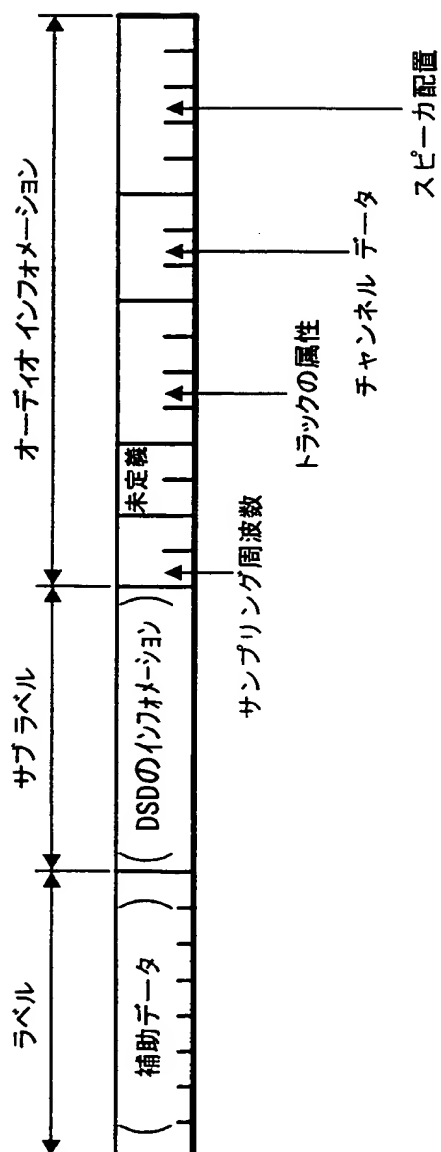 ラベル
サブ ラベル
オーディオ インフォメーション
(補助データ)
(DSDのインフォメーション)
未定義
サンプリング周波数
トラックの属性
チャンネル データ
スピーカ配置